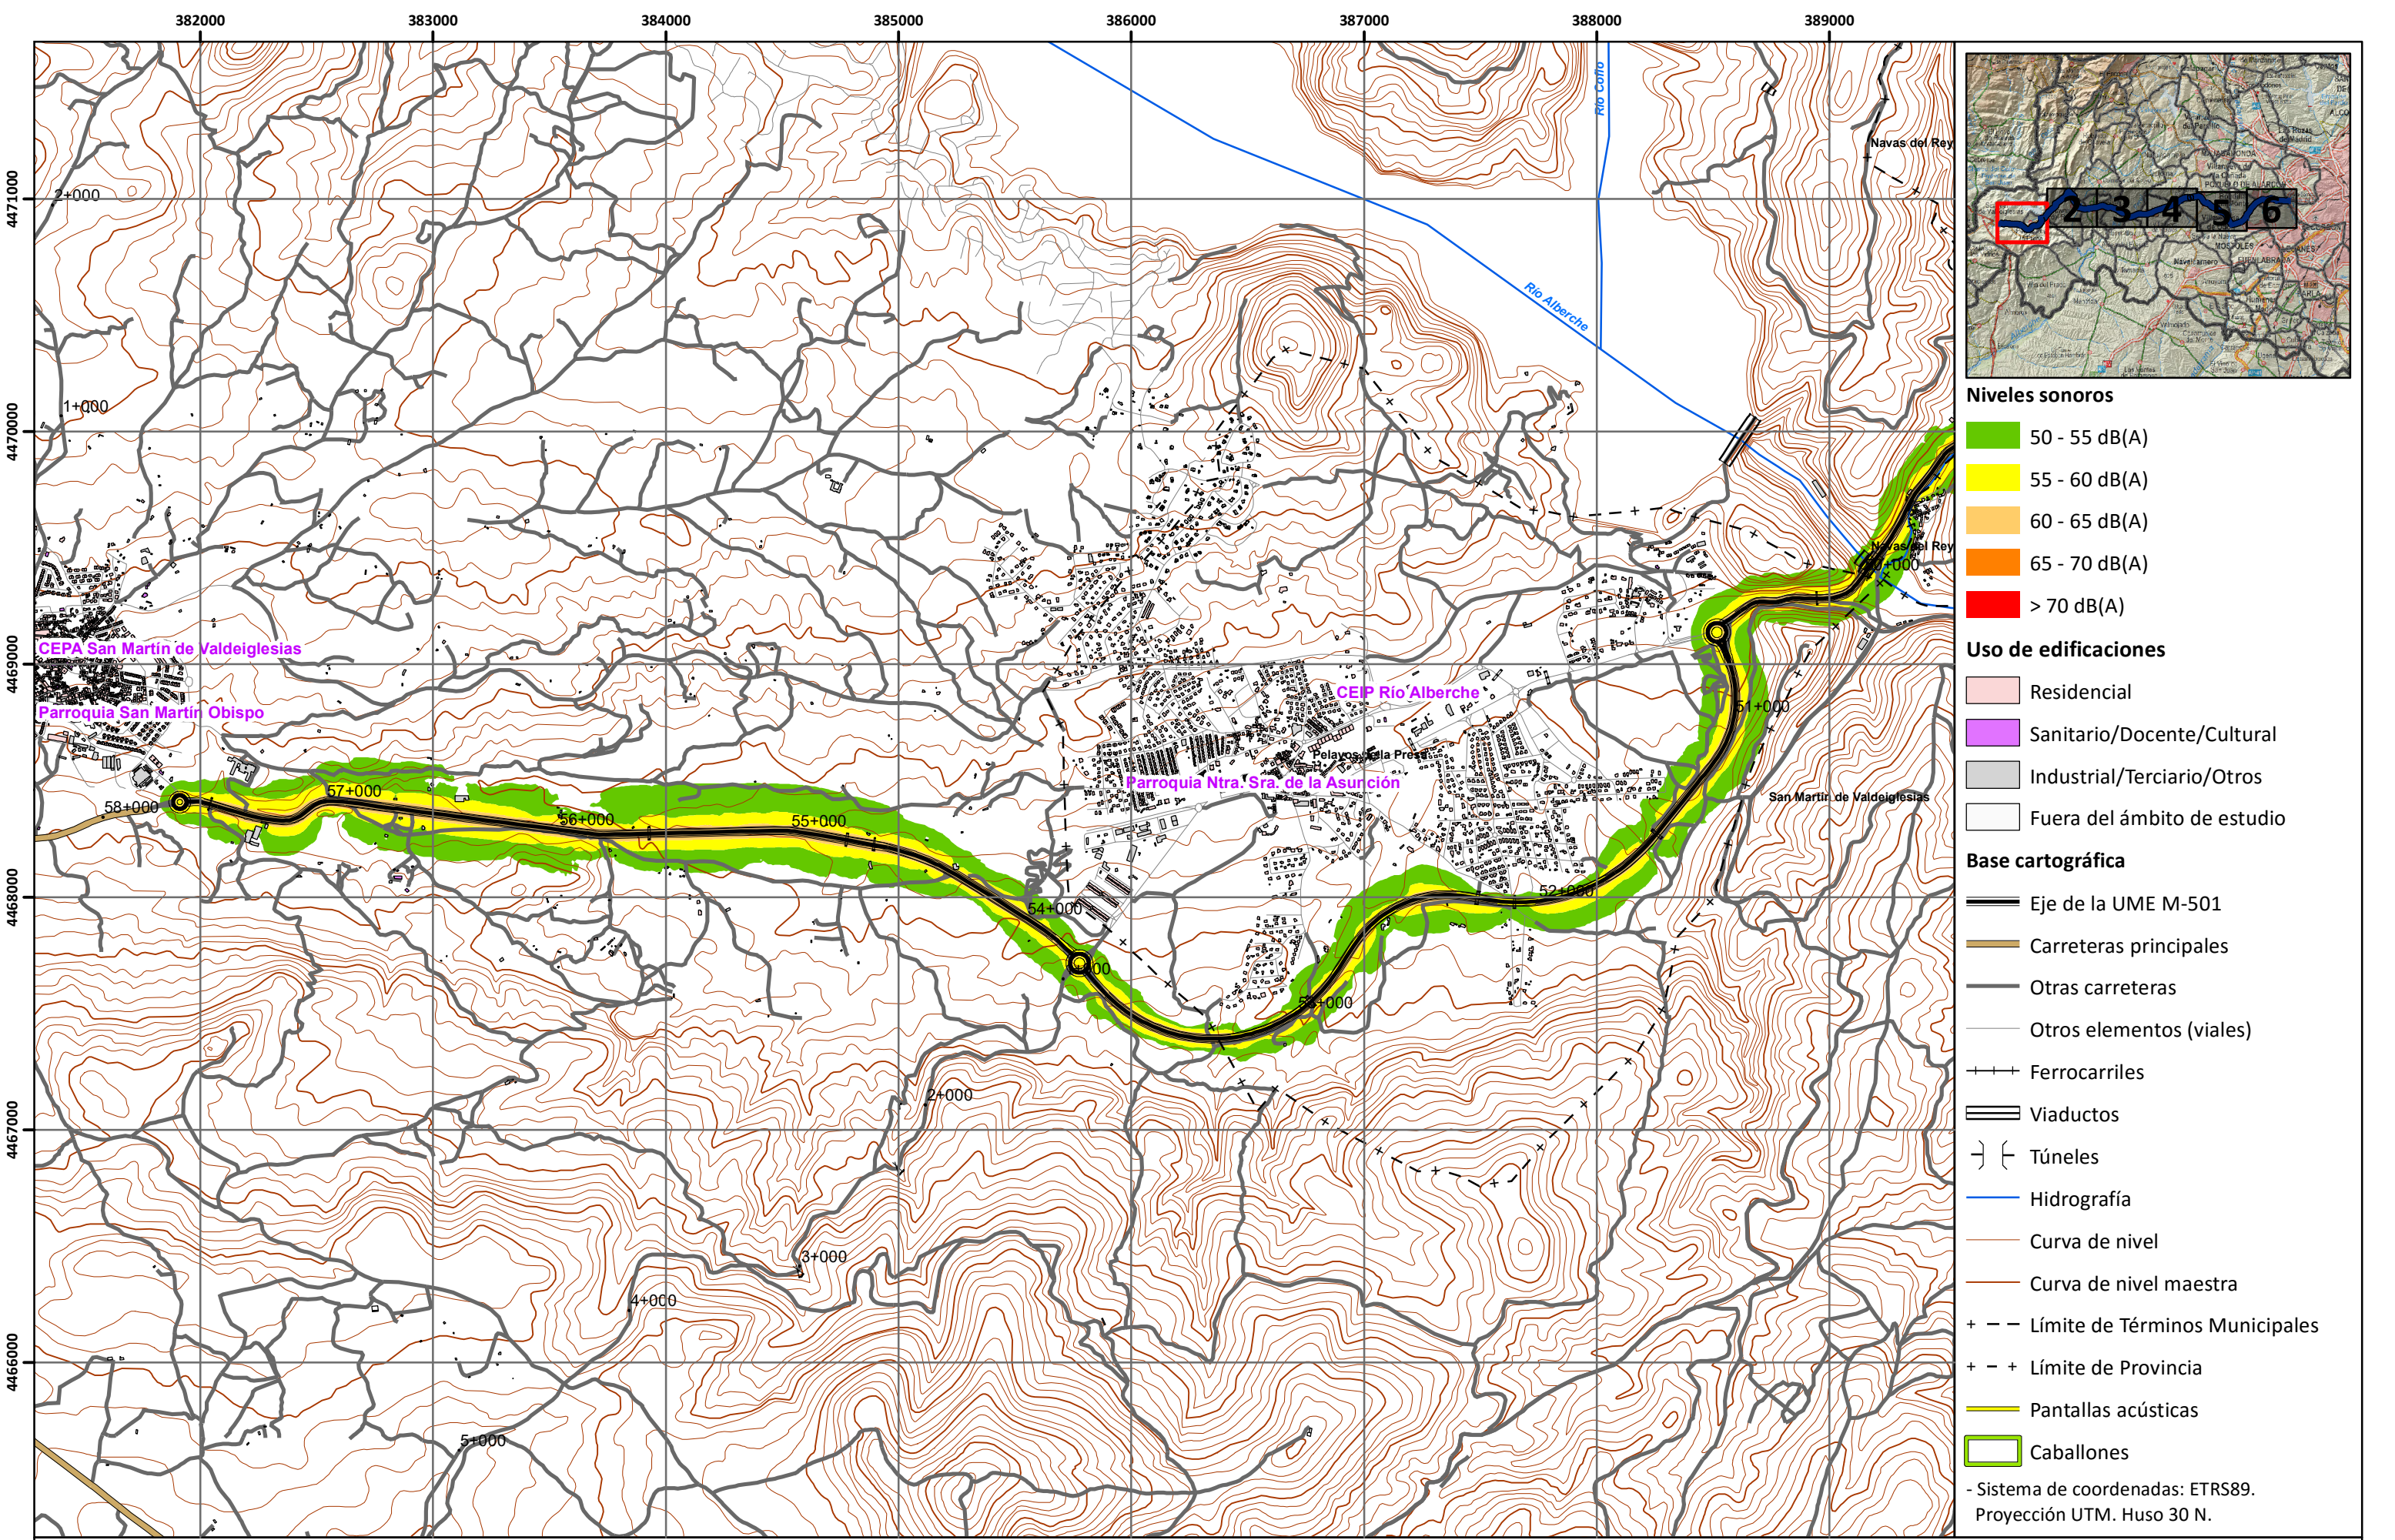 382000 383000 384000 385000 386000 387000 388000 389000
4471000
4470000
4469000
4468000
4467000
4466000
Río Cofio
Navas del Rey
2+000
Río Alberche
1+000
Navas del Rey
CEPA San Martín de Valdeiglesias
CEIP Río Alberche
Parroquia San Martín Obispo
51+000
Pelayos de la Presa
Parroquia Ntra. Sra. de la Asunción
57+000
San Martín de Valdeiglesias
58+000
56+000
55+000
52+000
54+000
53+000
2+000
3+000
4+000
5+000
2 3 4 5 6
Niveles sonoros
50 - 55 dB(A)
55 - 60 dB(A)
60 - 65 dB(A)
65 - 70 dB(A)
> 70 dB(A)
Uso de edificaciones
Residencial
Sanitario/Docente/Cultural
Industrial/Terciario/Otros
Fuera del ámbito de estudio
Base cartográfica
Eje de la UME M-501
Carreteras principales
Otras carreteras
Otros elementos (viales)
Ferrocarriles
Viaductos
Túneles
Hidrografía
Curva de nivel
Curva de nivel maestra
Límite de Términos Municipales
Límite de Provincia
Pantallas acústicas
Caballones
- Sistema de coordenadas: ETRS89.
Proyección UTM. Huso 30 N.